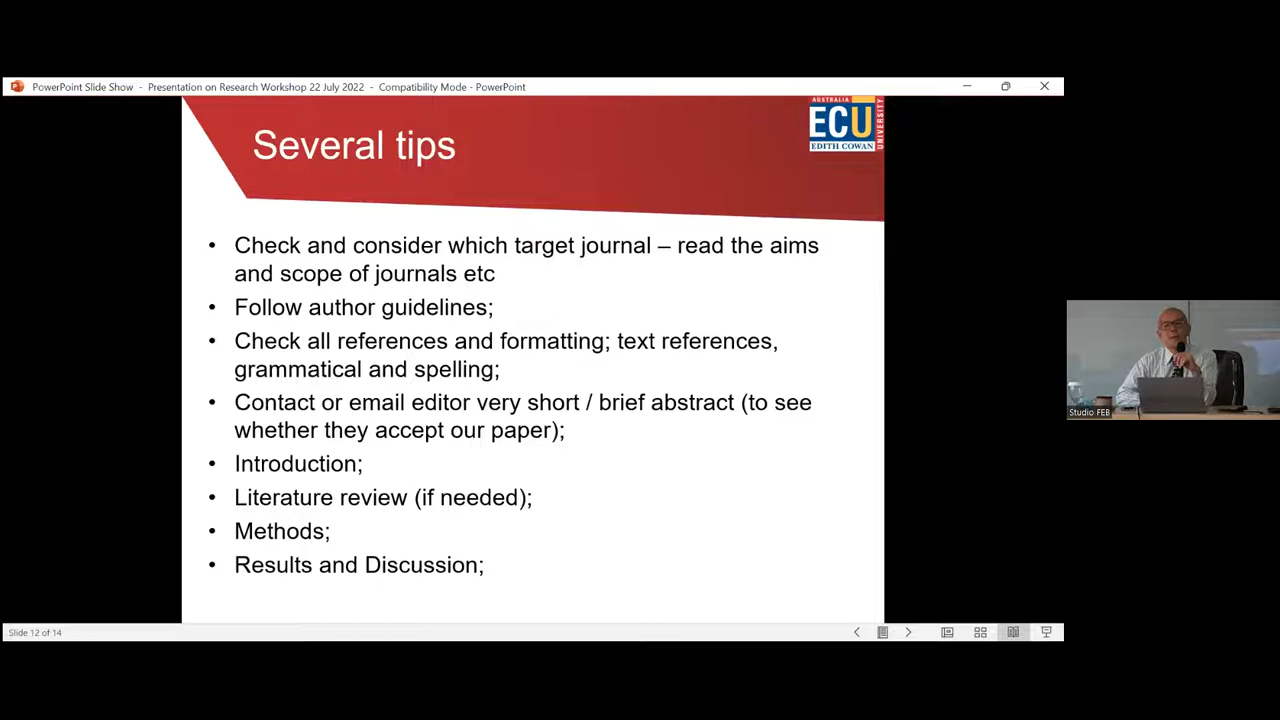 PowerPoint Slide Show - Presentation on Research Workshop 22 July 2022 - Compatibility Mode - PowerPoint
Several tips
AUSTRALIA
ECU
EDITH COWAN
UNIVERSITY
• Check and consider which target journal – read the aims
and scope of journals etc
• Follow author guidelines;
• Check all references and formatting; text references,
grammatical and spelling;
• Contact or email editor very short / brief abstract (to see
whether they accept our paper);
• Introduction;
• Literature review (if needed);
• Methods;
• Results and Discussion;
Studio FEB
Slide 12 of 14